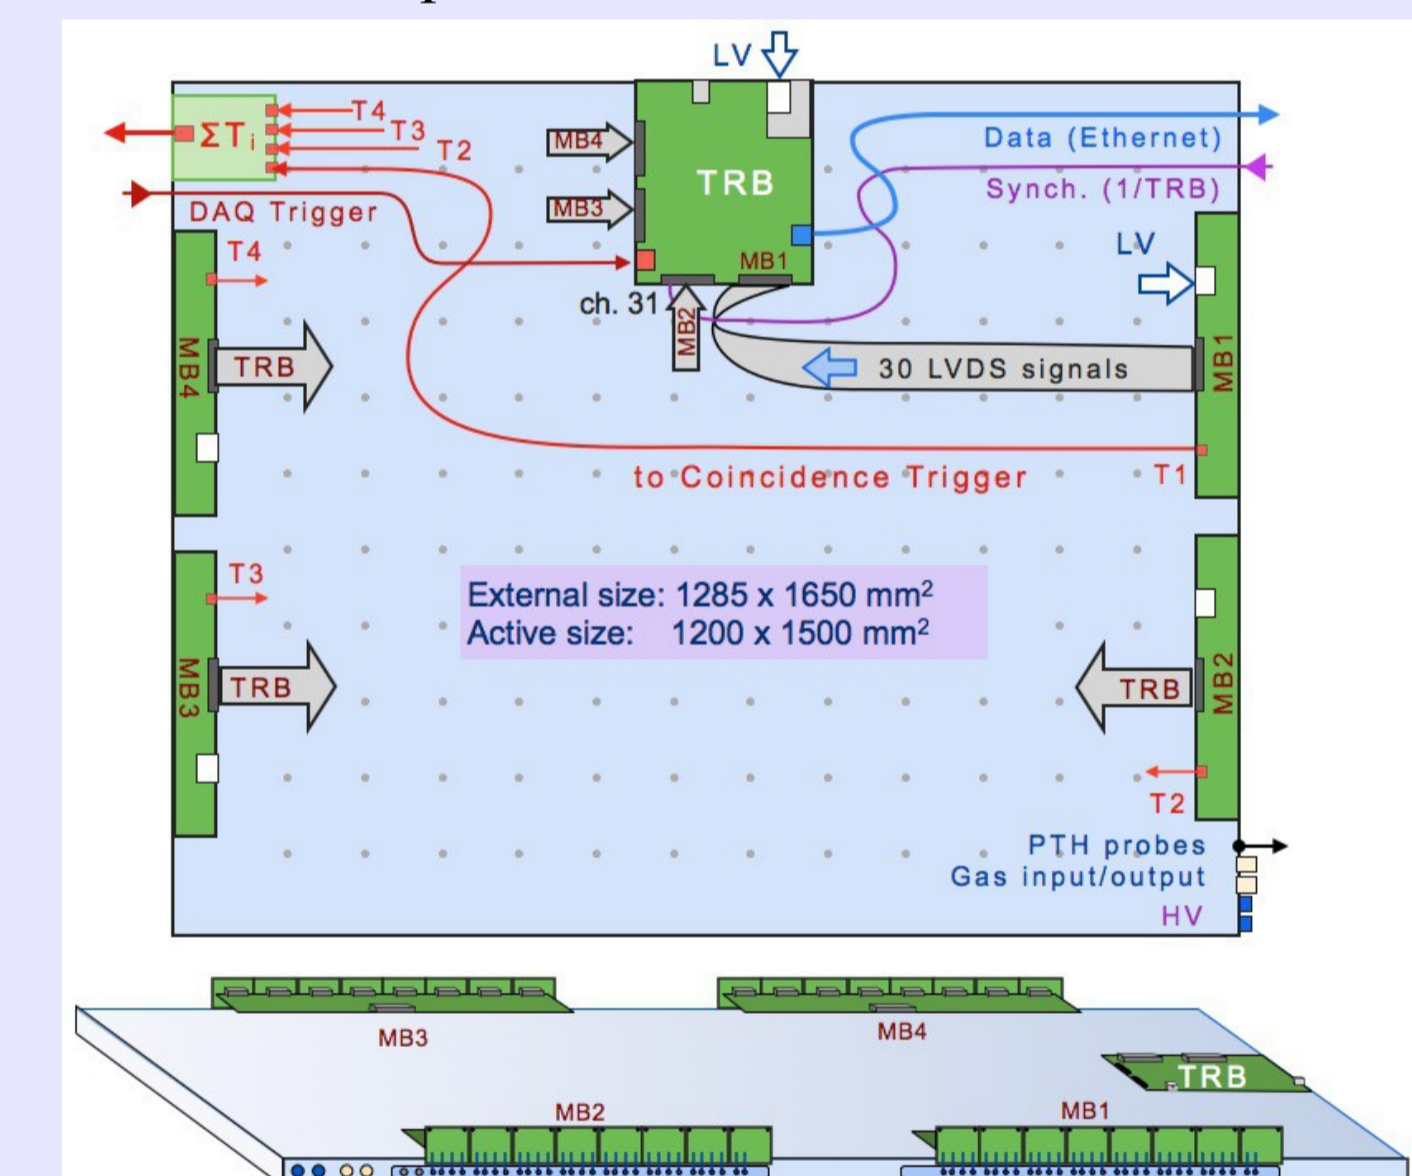 LV
T4
ΣTi
T3
T2
MB4
Data (Ethernet)
TRB
Synch. (1/TRB)
DAQ Trigger
MB3
T4
LV
MB1
ch. 31
MB2
MB4
TRB
30 LVDS signals
MB1
to Coincidence Trigger
T1
T3
External size: 1285 x 1650 mm²
Active size: 1200 x 1500 mm²
MB3
TRB
TRB
MB2
T2
PTH probes
Gas input/output
HV
MB3
MB4
TRB
MB2
MB1